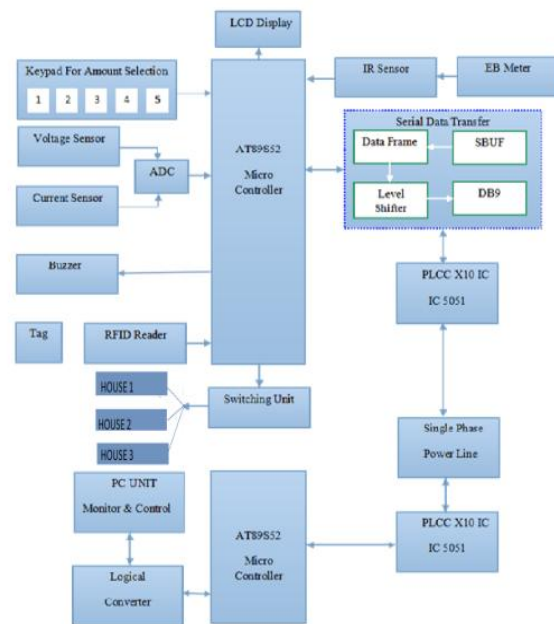 LCD Display
Keypad For Amount Selection
1 2 3 4 5
IR Sensor
EB Meter
Voltage Sensor
ADC
Current Sensor
AT89S52
Micro
Controller
Serial Data Transfer
Data Frame
SBUF
Level
Shifter
DB9
Buzzer
PLCC X10 IC
IC 5051
Tag
RFID Reader
HOUSE 1
HOUSE 2
HOUSE 3
Switching Unit
Single Phase
Power Line
PC UNIT
Monitor & Control
AT89S52
Micro
Controller
PLCC X10 IC
IC 5051
Logical
Converter